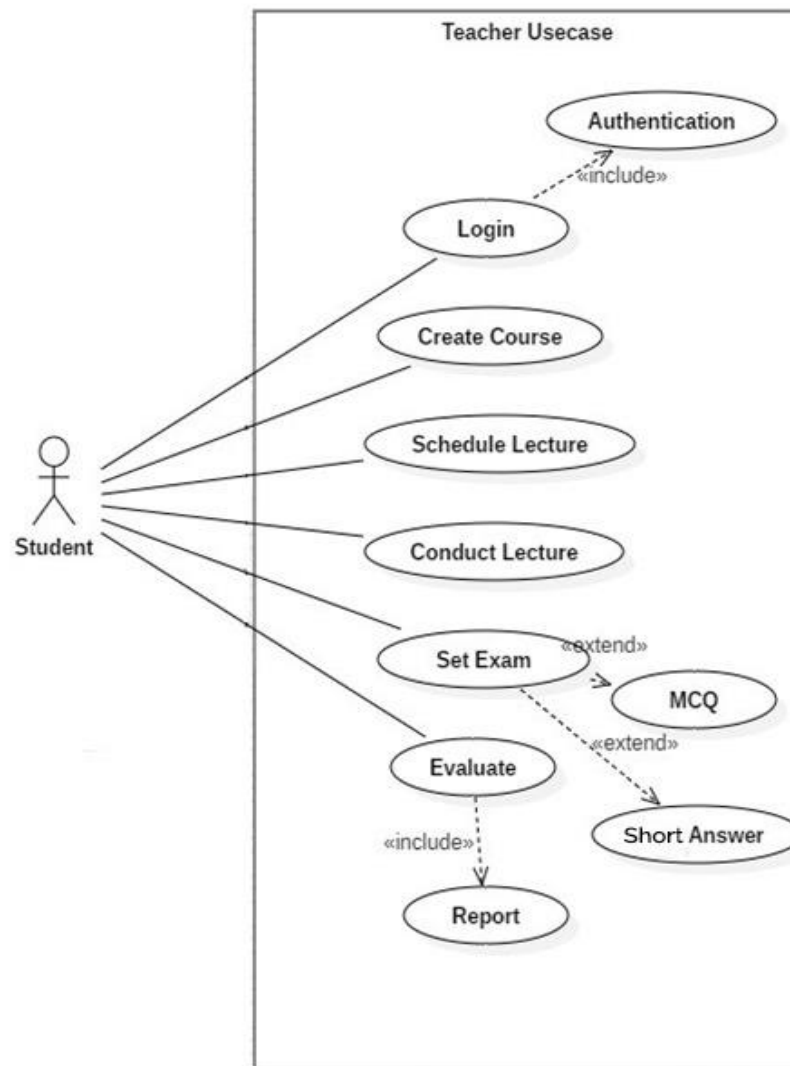 Teacher Usecase
Authentication
«include»
Login
Create Course
Schedule Lecture
Student
Conduct Lecture
Set Exam
«extend»
MCQ
«extend»
Evaluate
Short Answer
«include»
Report